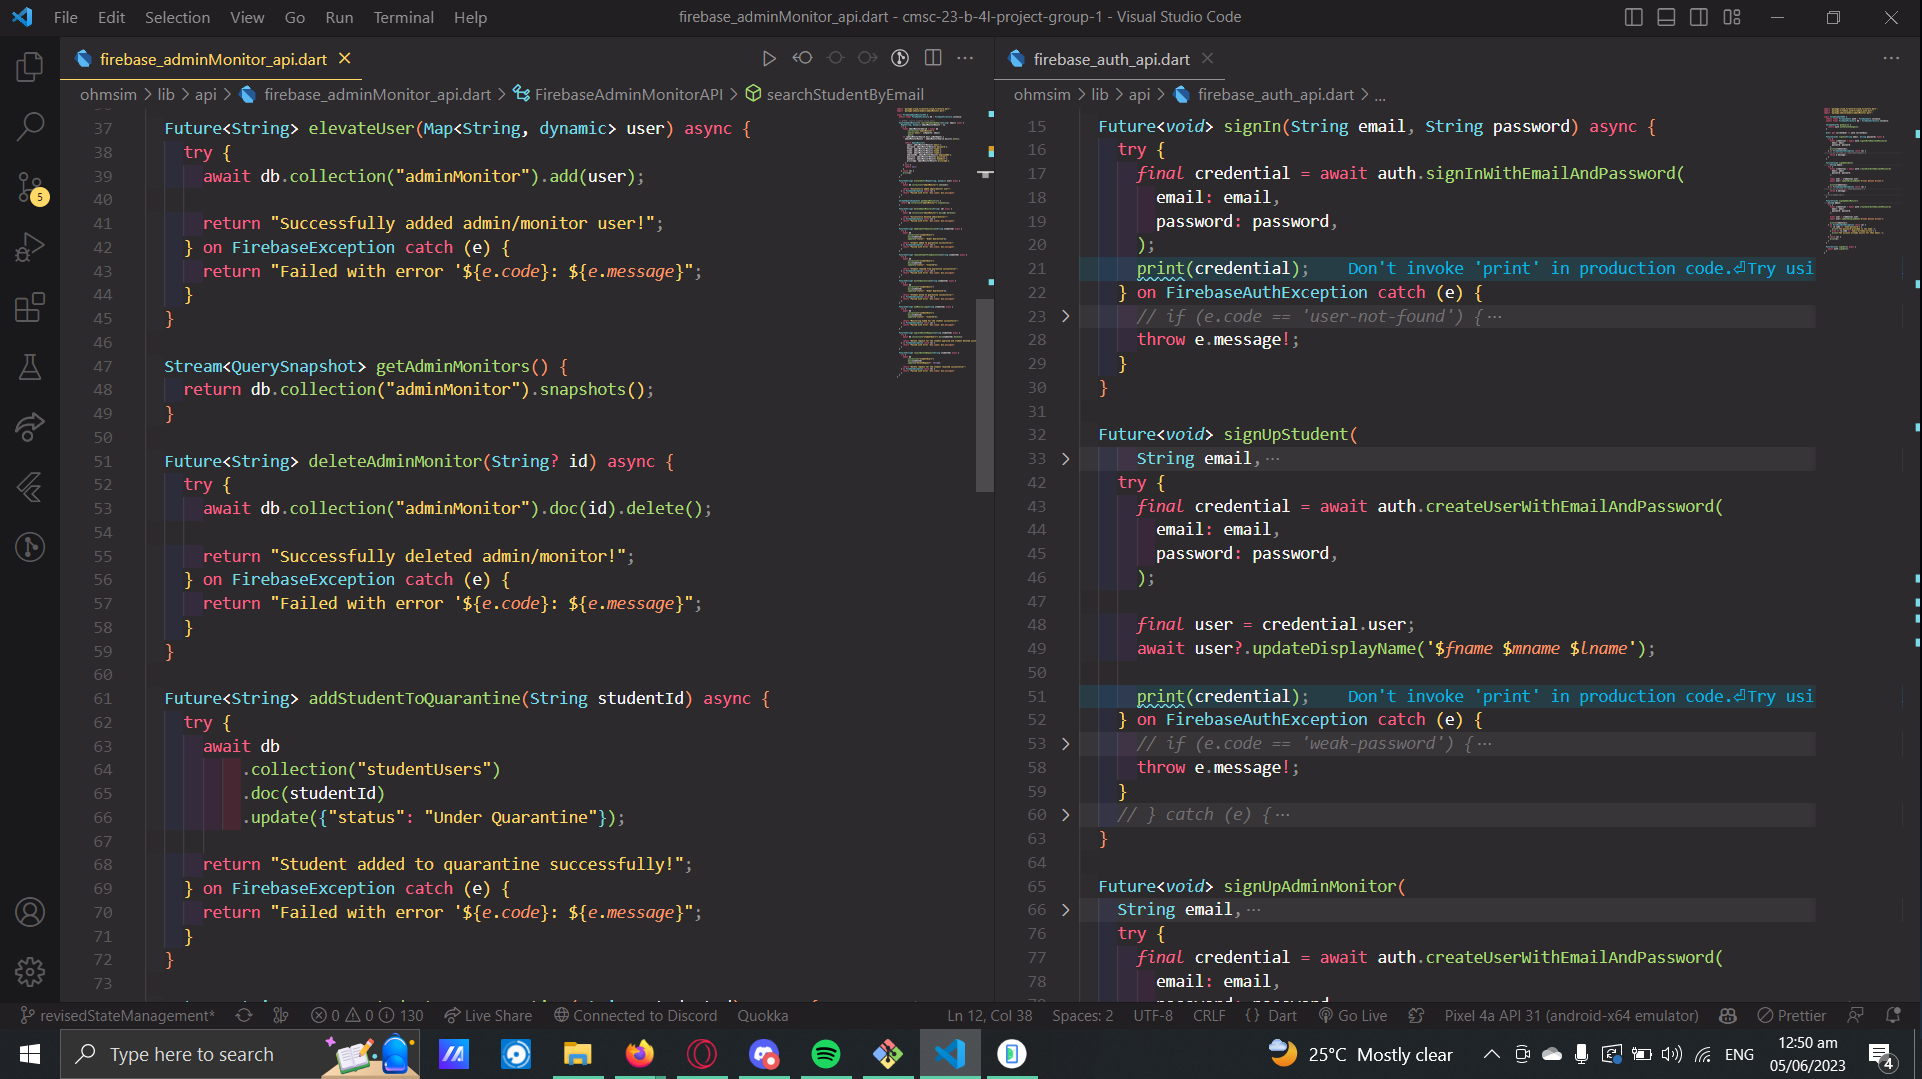 File Edit Selection View Go Run Terminal Help
firebase_adminMonitor_api.dart - cmsc-23-b-4l-project-group-1 - Visual Studio Code
firebase_adminMonitor_api.dart
ohmsim > lib > api > firebase_adminMonitor_api.dart > FirebaseAdminMonitorAPI > searchStudentByEmail
37 Future<String> elevateUser(Map<String, dynamic> user) async {
38 try {
39 await db.collection("adminMonitor").add(user);
40
41 return "Successfully added admin/monitor user!";
42 } on FirebaseException catch (e) {
43 return "Failed with error '${e.code}: ${e.message}";
44 }
45 }
46
47 Stream<QuerySnapshot> getAdminMonitors() {
48 return db.collection("adminMonitor").snapshots();
49 }
50
51 Future<String> deleteAdminMonitor(String? id) async {
52 try {
53 await db.collection("adminMonitor").doc(id).delete();
54
55 return "Successfully deleted admin/monitor!";
56 } on FirebaseException catch (e) {
57 return "Failed with error '${e.code}: ${e.message}";
58 }
59 }
60
61 Future<String> addStudentToQuarantine(String studentId) async {
62 try {
63 await db
64 .collection("studentUsers")
65 .doc(studentId)
66 .update({"status": "Under Quarantine"});
67
68 return "Student added to quarantine successfully!";
69 } on FirebaseException catch (e) {
70 return "Failed with error '${e.code}: ${e.message}";
71 }
72 }
73
firebase_auth_api.dart
ohmsim > lib > api > firebase_auth_api.dart > ...
15 Future<void> signIn(String email, String password) async {
16 try {
17 final credential = await auth.signInWithEmailAndPassword(
18 email: email,
19 password: password,
20 );
21 print(credential); Don't invoke 'print' in production code.⏎Try usi
22 } on FirebaseAuthException catch (e) {
23 // if (e.code == 'user-not-found') {…
28 throw e.message!;
29 }
30 }
31
32 Future<void> signUpStudent(
33 String email,…
42 try {
43 final credential = await auth.createUserWithEmailAndPassword(
44 email: email,
45 password: password,
46 );
47
48 final user = credential.user;
49 await user?.updateDisplayName('$fname $mname $lname');
50
51 print(credential); Don't invoke 'print' in production code.⏎Try usi
52 } on FirebaseAuthException catch (e) {
53 // if (e.code == 'weak-password') {…
58 throw e.message!;
59 }
60 // } catch (e) {…
63 }
64
65 Future<void> signUpAdminMonitor(
66 String email,…
76 try {
77 final credential = await auth.createUserWithEmailAndPassword(
78 email: email,
5
revisedStateManagement* 0 0 130 Live Share Connected to Discord Quokka Ln 12, Col 38 Spaces: 2 UTF-8 CRLF {} Dart Go Live Pixel 4a API 31 (android-x64 emulator) Prettier
Type here to search
25°C Mostly clear
ENG
12:50 am
05/06/2023
4